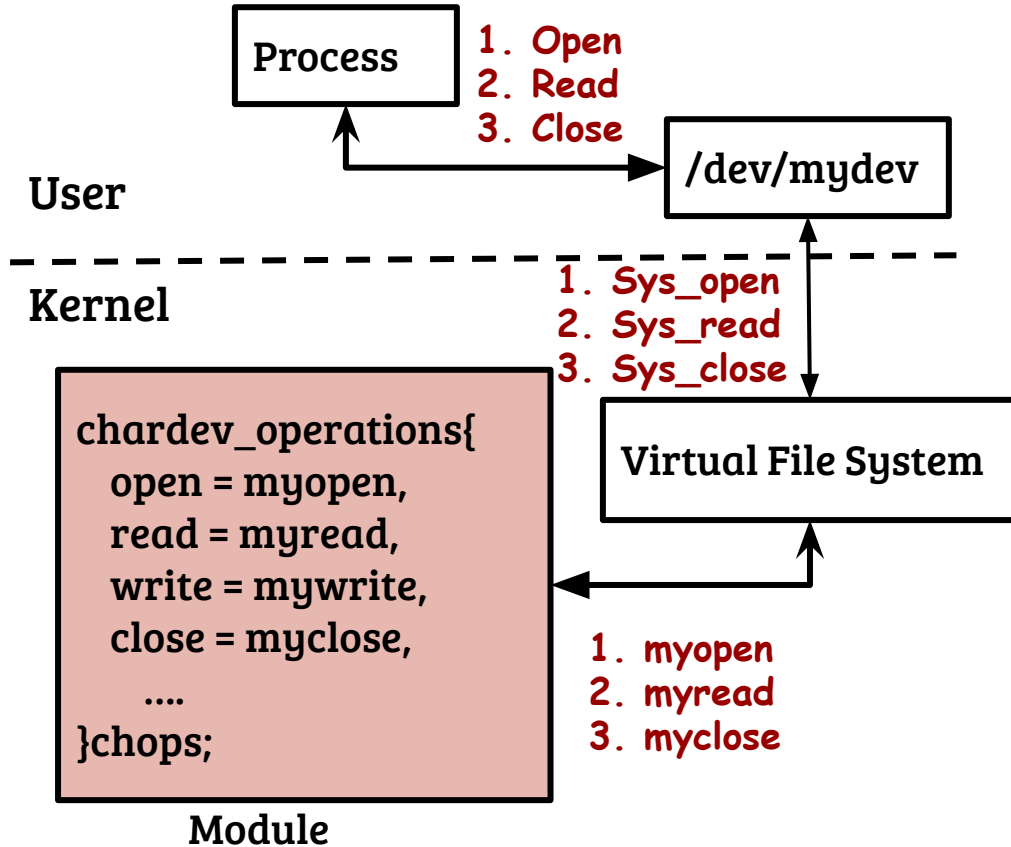 Process
1. Open
2. Read
3. Close
/dev/mydev
User
Kernel
1. Sys_open
2. Sys_read
3. Sys_close
Virtual File System
chardev_operations{
open = myopen,
read = myread,
write = mywrite,
close = myclose,
....
}chops;
1. myopen
2. myread
3. myclose
Module